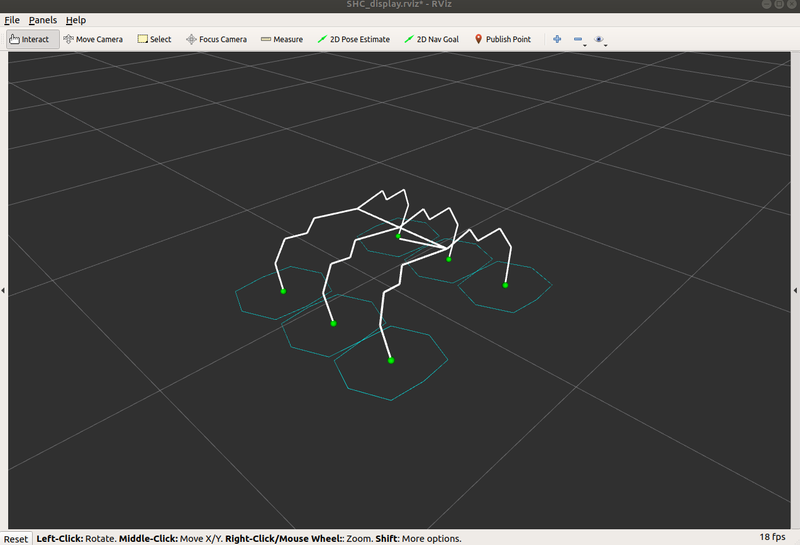 SHC_display.rviz* - RViz
File Panels Help
Interact Move Camera Select Focus Camera Measure 2D Pose Estimate 2D Nav Goal Publish Point
Reset Left-Click: Rotate. Middle-Click: Move X/Y. Right-Click/Mouse Wheel:: Zoom. Shift: More options. 18 fps